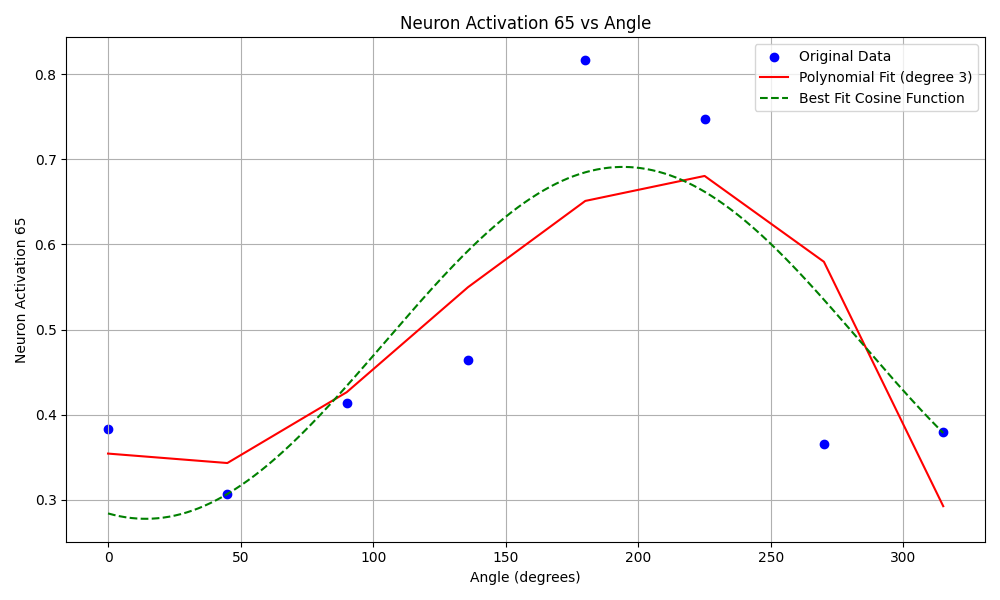 Neuron Activation 65 vs Angle
Original Data
Polynomial Fit (degree 3)
Best Fit Cosine Function
Neuron Activation 65
0.8
0.7
0.6
0.5
0.4
0.3
0 50 100 150 200 250 300
Angle (degrees)